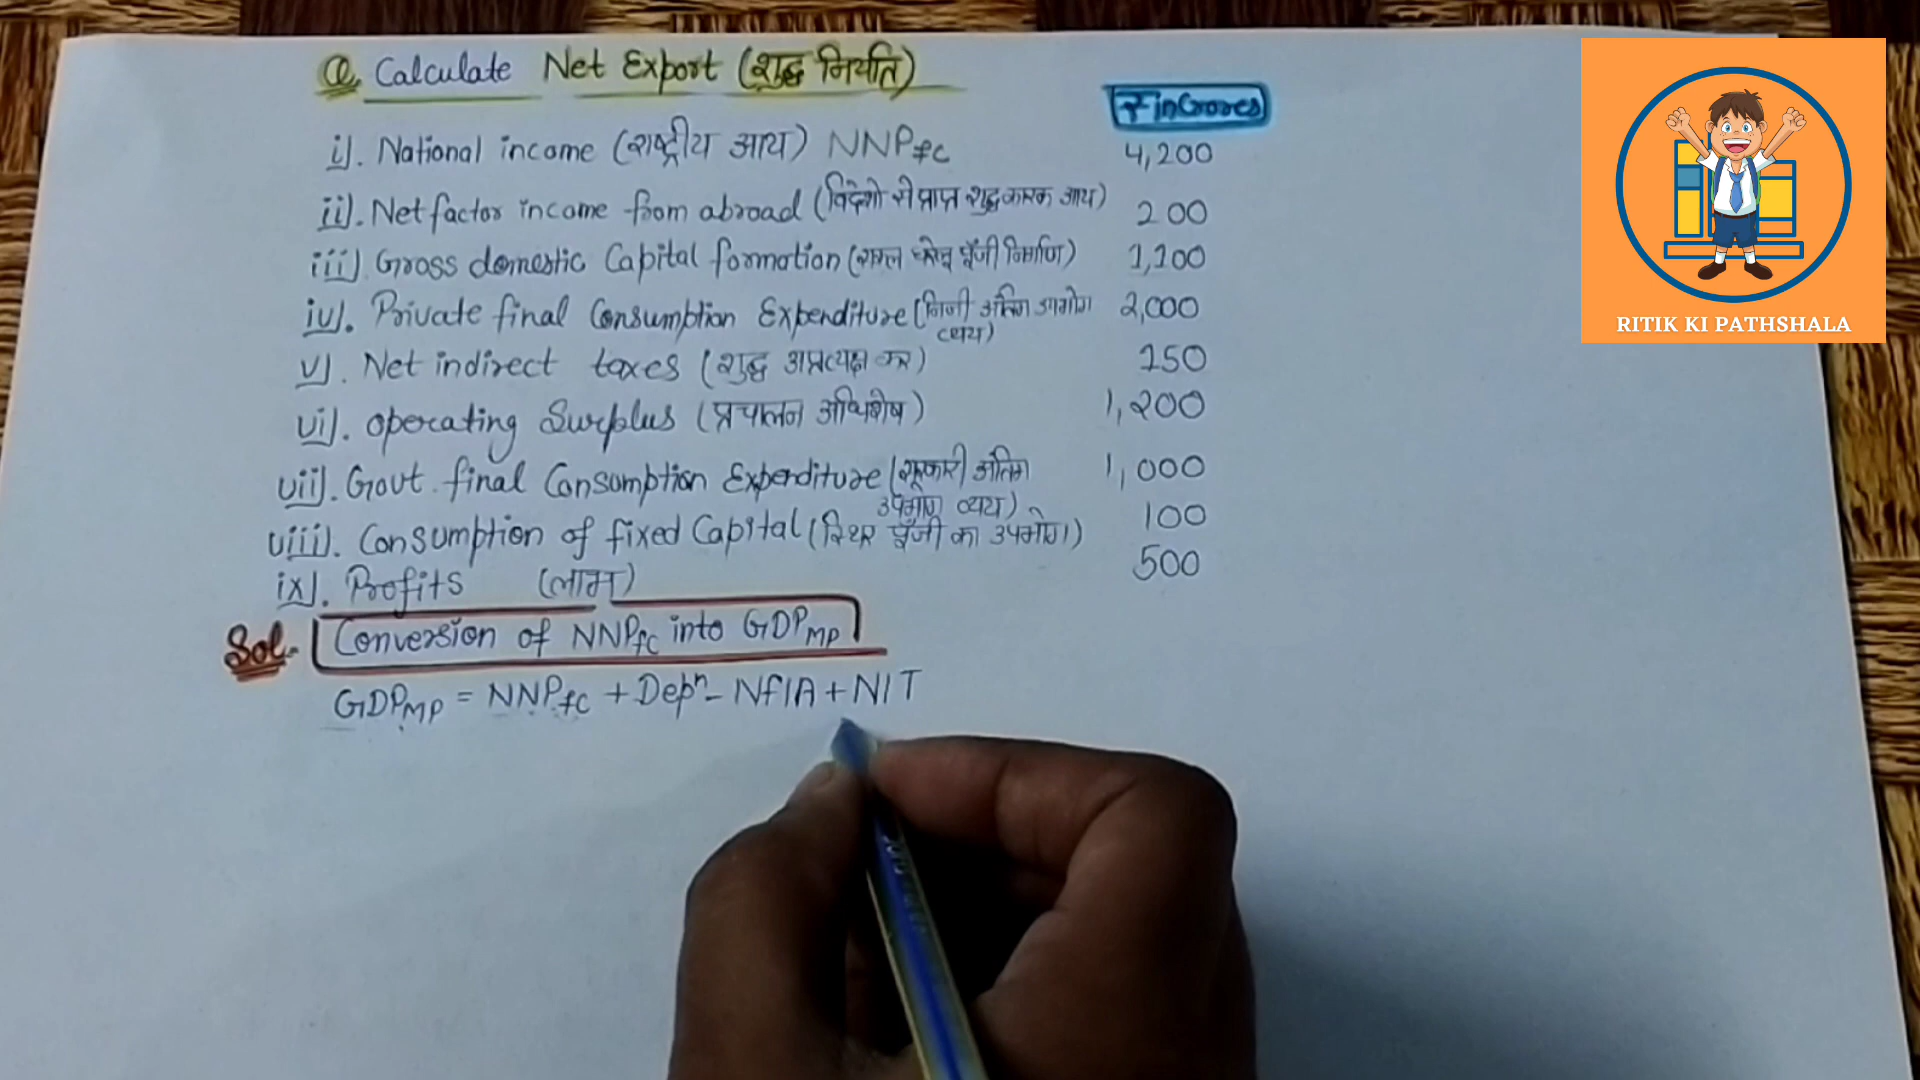 Q. Calculate Net Export (शुद्ध निर्यात)
₹ in Crores
i). National income (राष्ट्रीय आय) NNPfc 4,200
ii). Net factor income from abroad (विदेशो से प्राप्त शुद्ध कारक आय) 200
iii). Gross domestic Capital formation (सकल घरेलू पूँजी निर्माण) 1,100
iv). Private final Consumption Expenditure (निजी अंतिम उपभोग व्यय) 2,000
v). Net indirect taxes (शुद्ध अप्रत्यक्ष कर) 150
vi). Operating Surplus (प्रचालन अधिशेष) 1,200
vii). Govt. final Consumption Expenditure (सरकारी अंतिम उपभोग व्यय) 1,000
viii). Consumption of fixed Capital (स्थिर पूँजी का उपभोग) 100
ix). Profits (लाभ) 500
Sol. Conversion of NNPfc into GDPMP
GDPMP = NNPfc + Depⁿ - NFIA + NIT
RITIK KI PATHSHALA